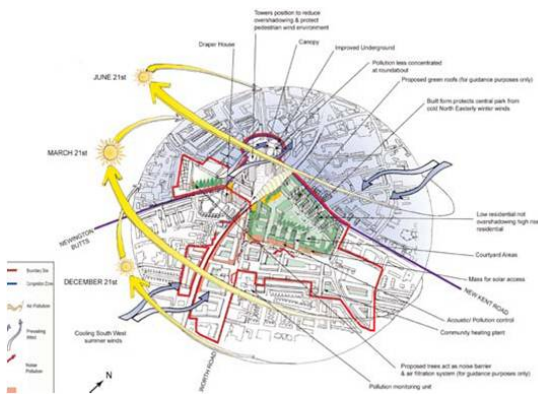 Towers position to reduce
overshadowing & protect
pedestrian wind environment
Draper House
Canopy
Improved Underground
Pollution less concentrated
at roundabout
Proposed green roofs (for guidance purposes only)
Built form protects central park from
cold North Easterly winter winds
JUNE 21st
MARCH 21st
DECEMBER 21st
NEWINGTON
BUTTS
Low residential not
overshadowing high rise
residential
Courtyard Areas
Mass for solar access
NEW KENT ROAD
Acoustic/ Pollution control
Community heating plant
Cooling South West
summer winds
WORTH ROAD
Proposed trees act as noise barrier
& air filtration system (for guidance purposes only)
Pollution monitoring unit
N
Boundary
Air Pollution
Prevailing
Wind
Noise
Pollution